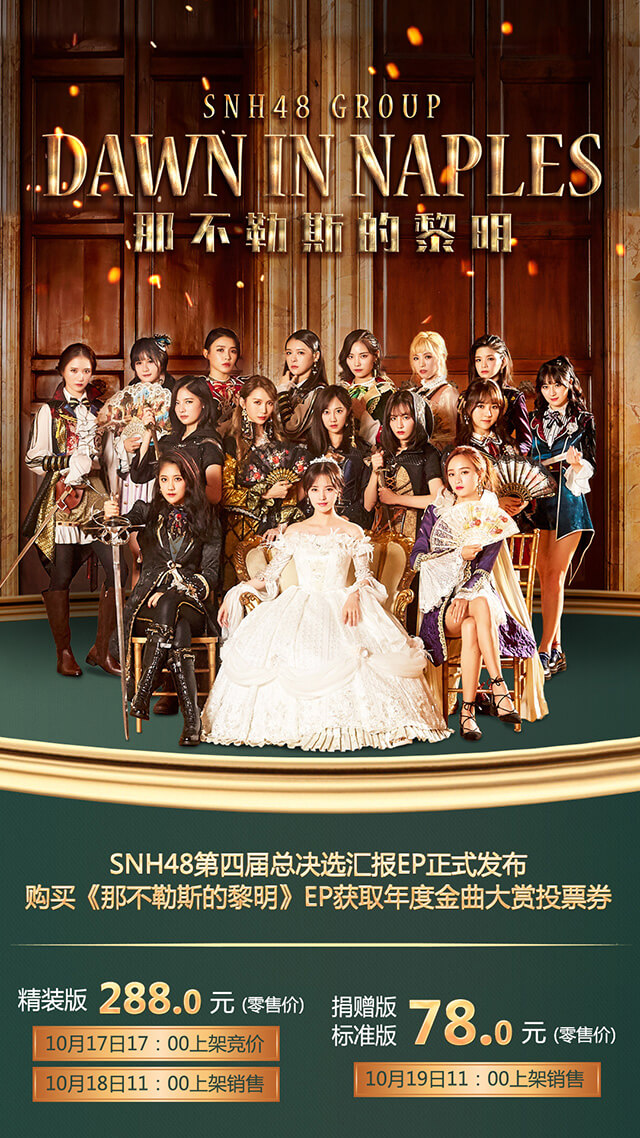 SNH48 GROUP
DAWN IN NAPLES
那不勒斯的黎明
SNH48第四届总决选汇报EP正式发布
购买《那不勒斯的黎明》EP获取年度金曲大赏投票券
精装版 288.0 元 (零售价)
10月17日17：00上架竞价
10月18日11：00上架销售
捐赠版
标准版 78.0 元 (零售价)
10月19日11：00上架销售